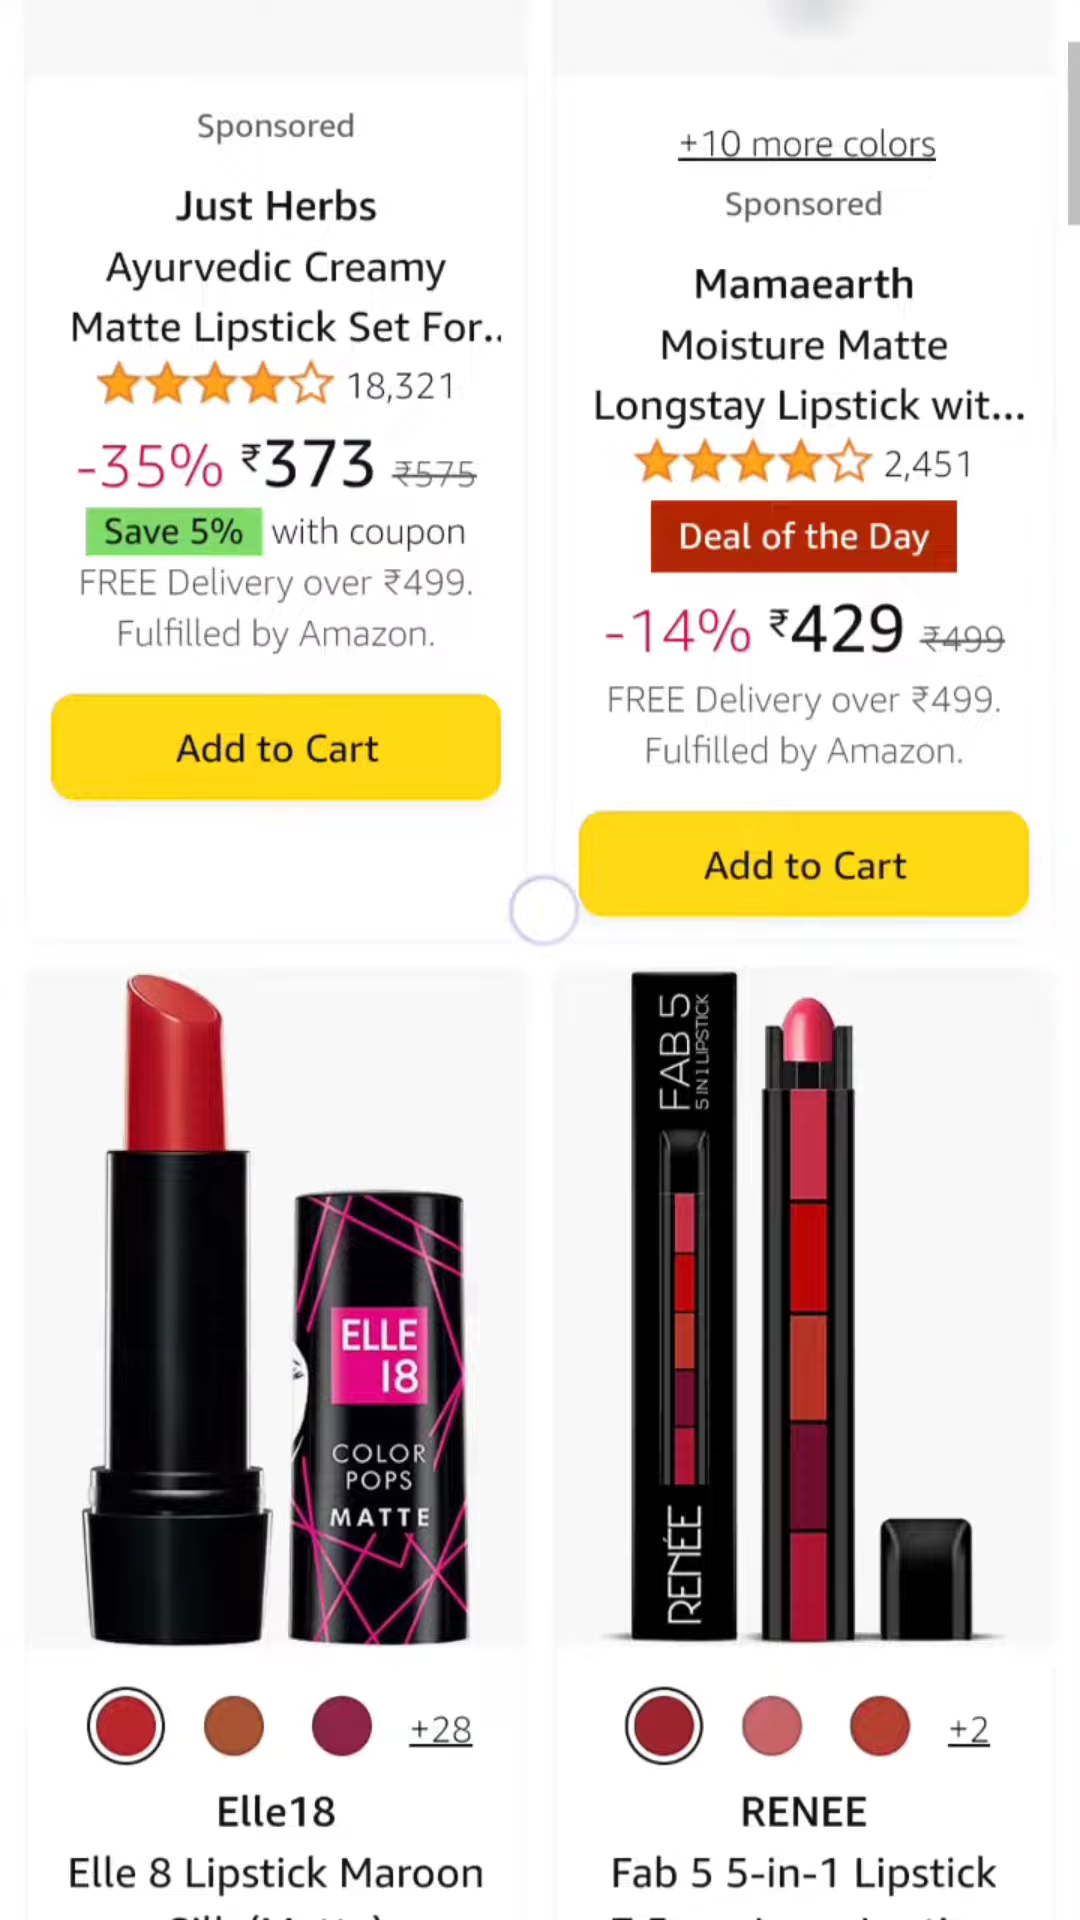 Sponsored
Just Herbs
Ayurvedic Creamy
Matte Lipstick Set For..
18,321
-35% ₹373 ₹575
Save 5% with coupon
FREE Delivery over ₹499.
Fulfilled by Amazon.
Add to Cart
+10 more colors
Sponsored
Mamaearth
Moisture Matte
Longstay Lipstick wit...
2,451
Deal of the Day
-14% ₹429 ₹499
FREE Delivery over ₹499.
Fulfilled by Amazon.
Add to Cart
ELLE
18
COLOR
POPS
MATTE
+28
Elle18
Elle 8 Lipstick Maroon
FAB 5
5 IN 1 LIPSTICK
RENÉE
+2
RENEE
Fab 5 5-in-1 Lipstick